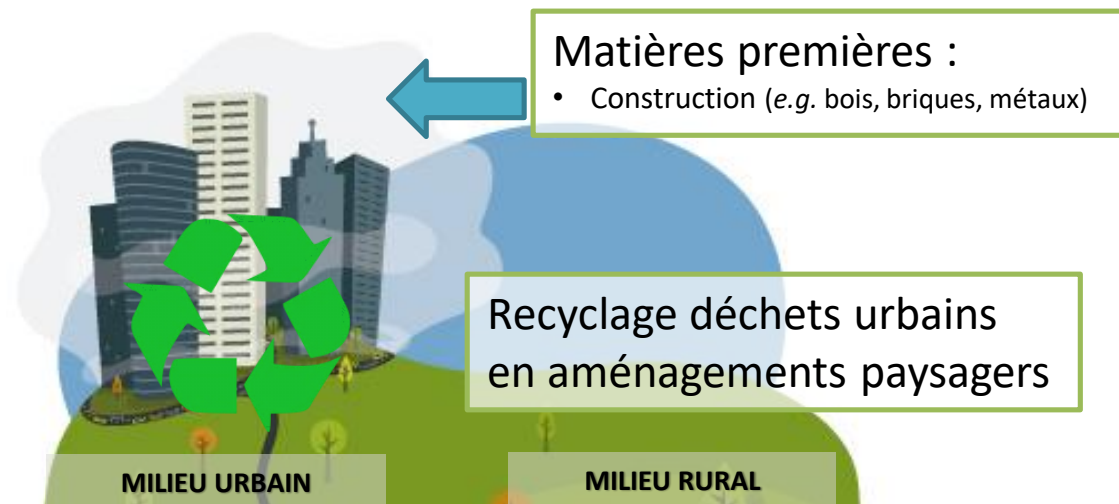 Matières premières :
• Construction (e.g. bois, briques, métaux)
Recyclage déchets urbains
en aménagements paysagers
MILIEU URBAIN
MILIEU RURAL